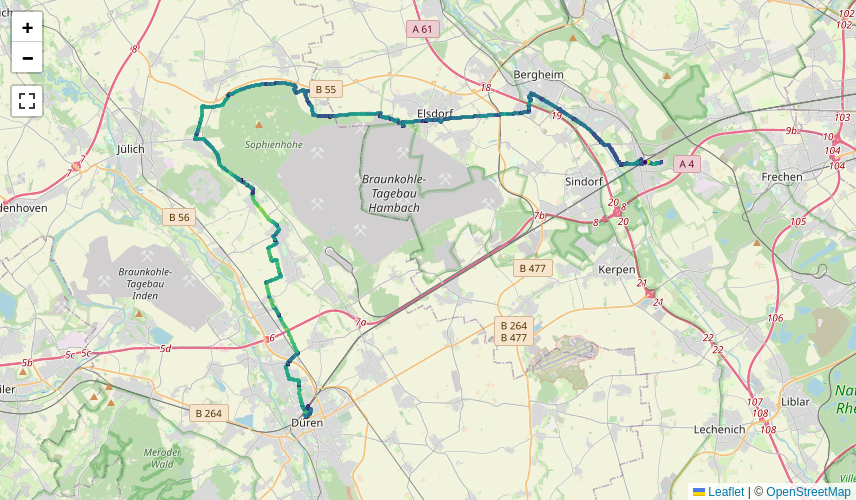 +
A 61
102
8
−
Bergheim
18
B 55
Elsdorf
19
103
9b
10
104
104
Sophienhöhe
Jülich
A 4
Braunkohle-
Tagebau
Hambach
Sindorf
Frechen
20
8
8
20
denhoven
B 56
7b
105
Braunkohle-
Tagebau
Inden
B 477
Kerpen
21
21
7a
106
B 264
B 477
6
22
22
5d
5b
5c
5c
iler
Nat
Rhe
107
108
108
Liblar
B 264
Düren
Lechenich
Meroder
Wald
Leaflet | © OpenStreetMap